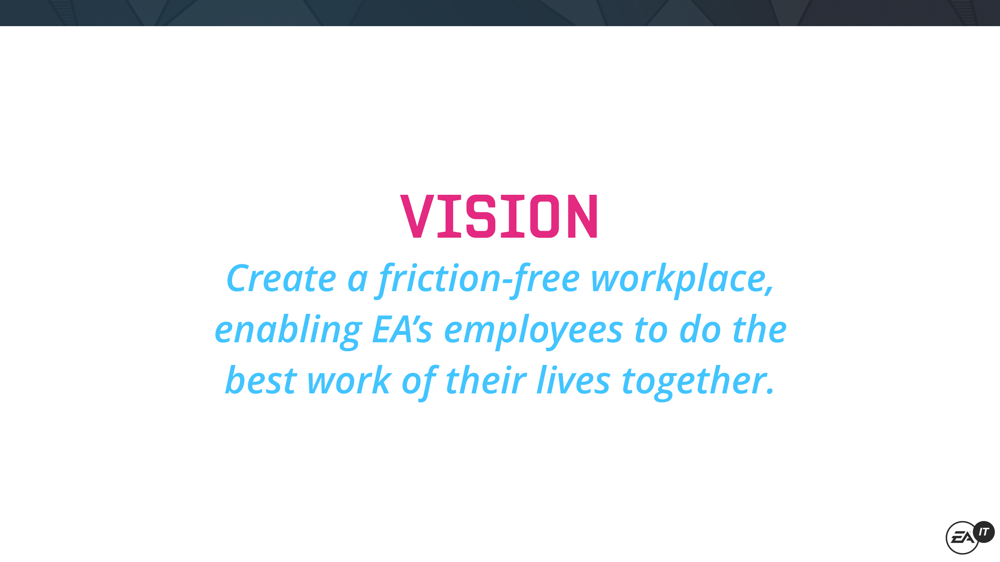 VISION
Create a friction-free workplace,
enabling EA’s employees to do the
best work of their lives together.
EA IT